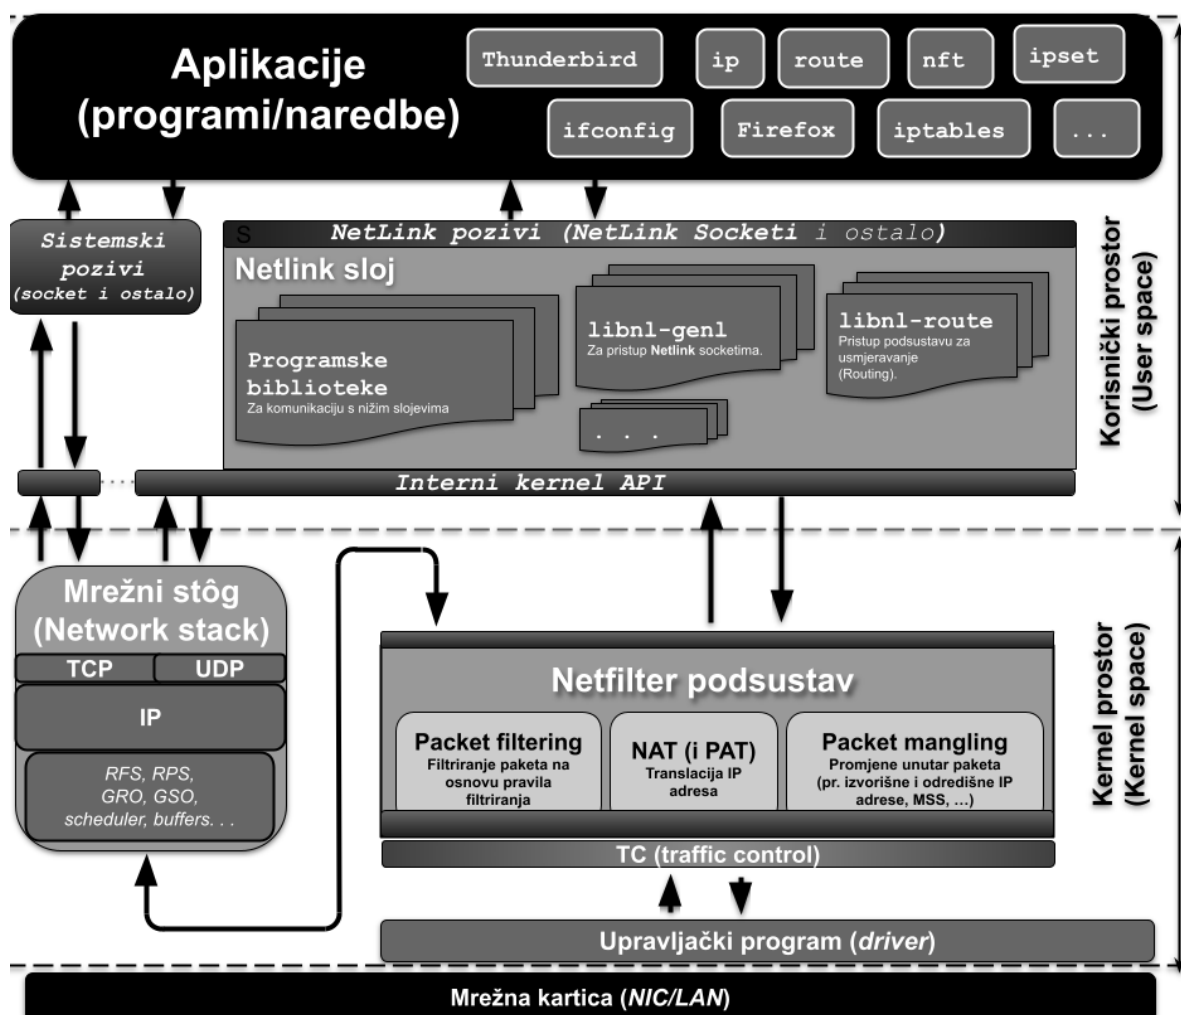 Aplikacije
(programi/naredbe)
Thunderbird
ip
route
nft
ipset
ifconfig
Firefox
iptables
...
Sistemski
pozivi
(socket i ostalo)
S
NetLink pozivi (NetLink Socketi i ostalo)
Netlink sloj
Programske
biblioteke
Za komunikaciju s nižim slojevima
libnl-genl
Za pristup Netlink socketima.
. . .
libnl-route
Pristup podsustavu za
usmjeravanje
(Routing).
Interni kernel API
Korisnički prostor
(User space)
Mrežni stôg
(Network stack)
TCP
UDP
IP
RFS, RPS,
GRO, GSO,
scheduler, buffers. . .
Netfilter podsustav
Packet filtering
Filtriranje paketa na
osnovu pravila
filtriranja
NAT (i PAT)
Translacija IP
adresa
Packet mangling
Promjene unutar paketa
(pr. izvorišne i odredišne IP
adrese, MSS, ...)
TC (traffic control)
Upravljački program (driver)
Kernel prostor
(Kernel space)
Mrežna kartica (NIC/LAN)